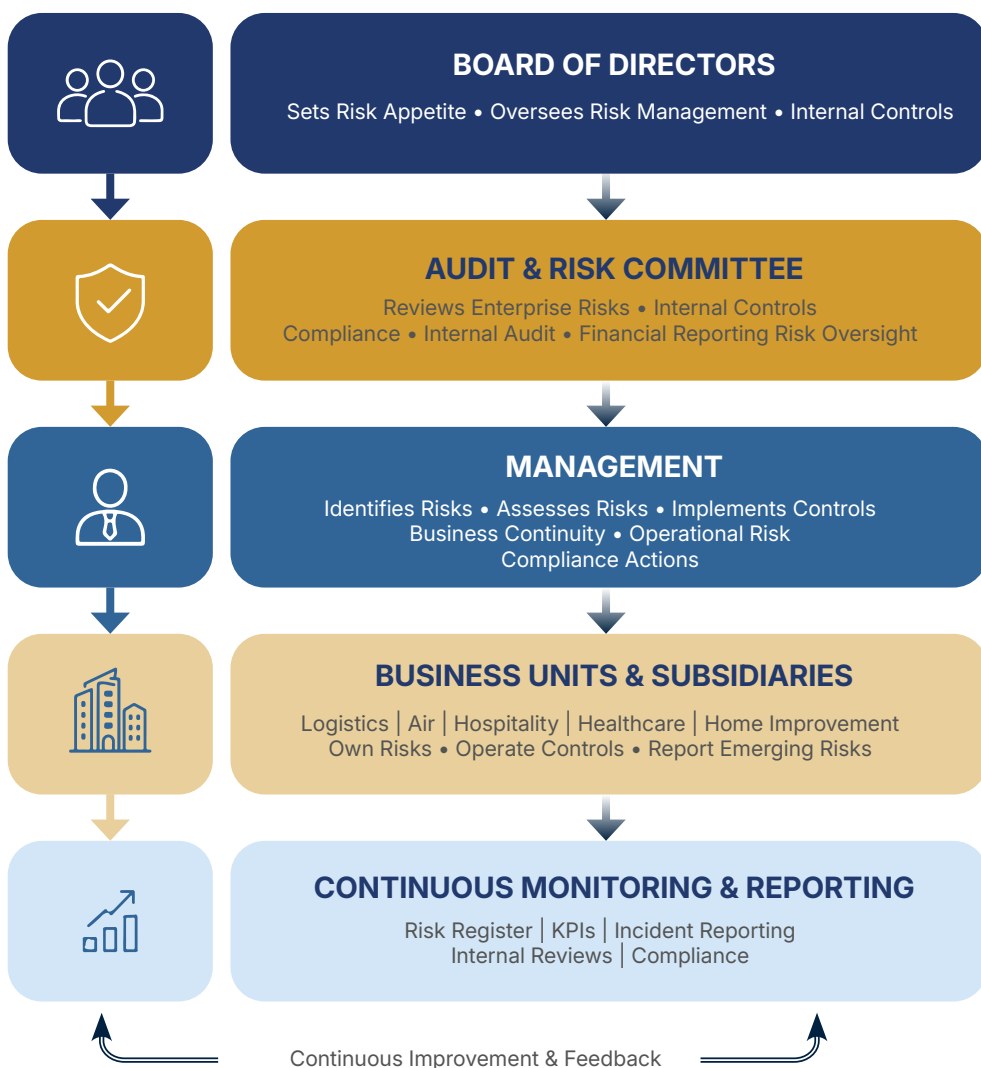 BOARD OF DIRECTORS
Sets Risk Appetite • Oversees Risk Management • Internal Controls
AUDIT & RISK COMMITTEE
Reviews Enterprise Risks • Internal Controls
Compliance • Internal Audit • Financial Reporting Risk Oversight
MANAGEMENT
Identifies Risks • Assesses Risks • Implements Controls
Business Continuity • Operational Risk
Compliance Actions
BUSINESS UNITS & SUBSIDIARIES
Logistics | Air | Hospitality | Healthcare | Home Improvement
Own Risks • Operate Controls • Report Emerging Risks
CONTINUOUS MONITORING & REPORTING
Risk Register | KPIs | Incident Reporting
Internal Reviews | Compliance
Continuous Improvement & Feedback